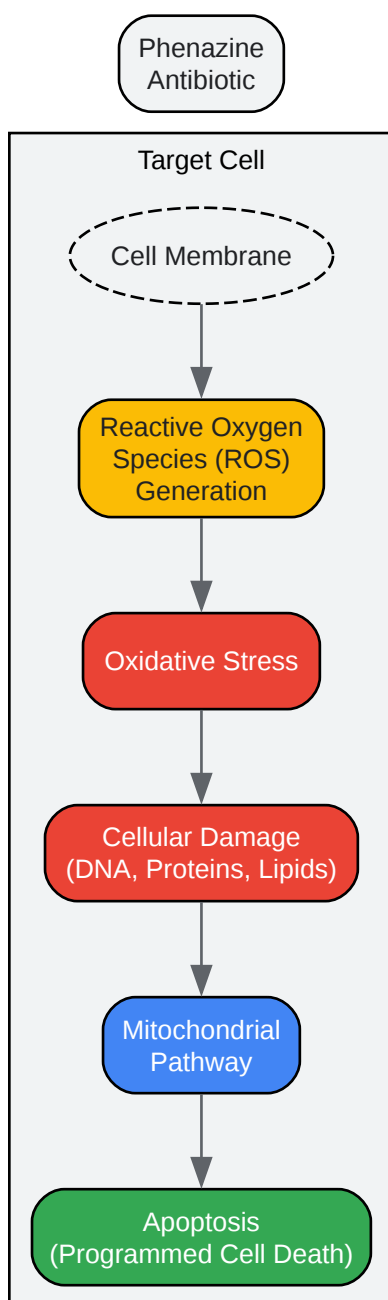 Phenazine
Antibiotic
Target Cell
Cell Membrane
Reactive Oxygen
Species (ROS)
Generation
Oxidative Stress
Cellular Damage
(DNA, Proteins, Lipids)
Mitochondrial
Pathway
Apoptosis
(Programmed Cell Death)